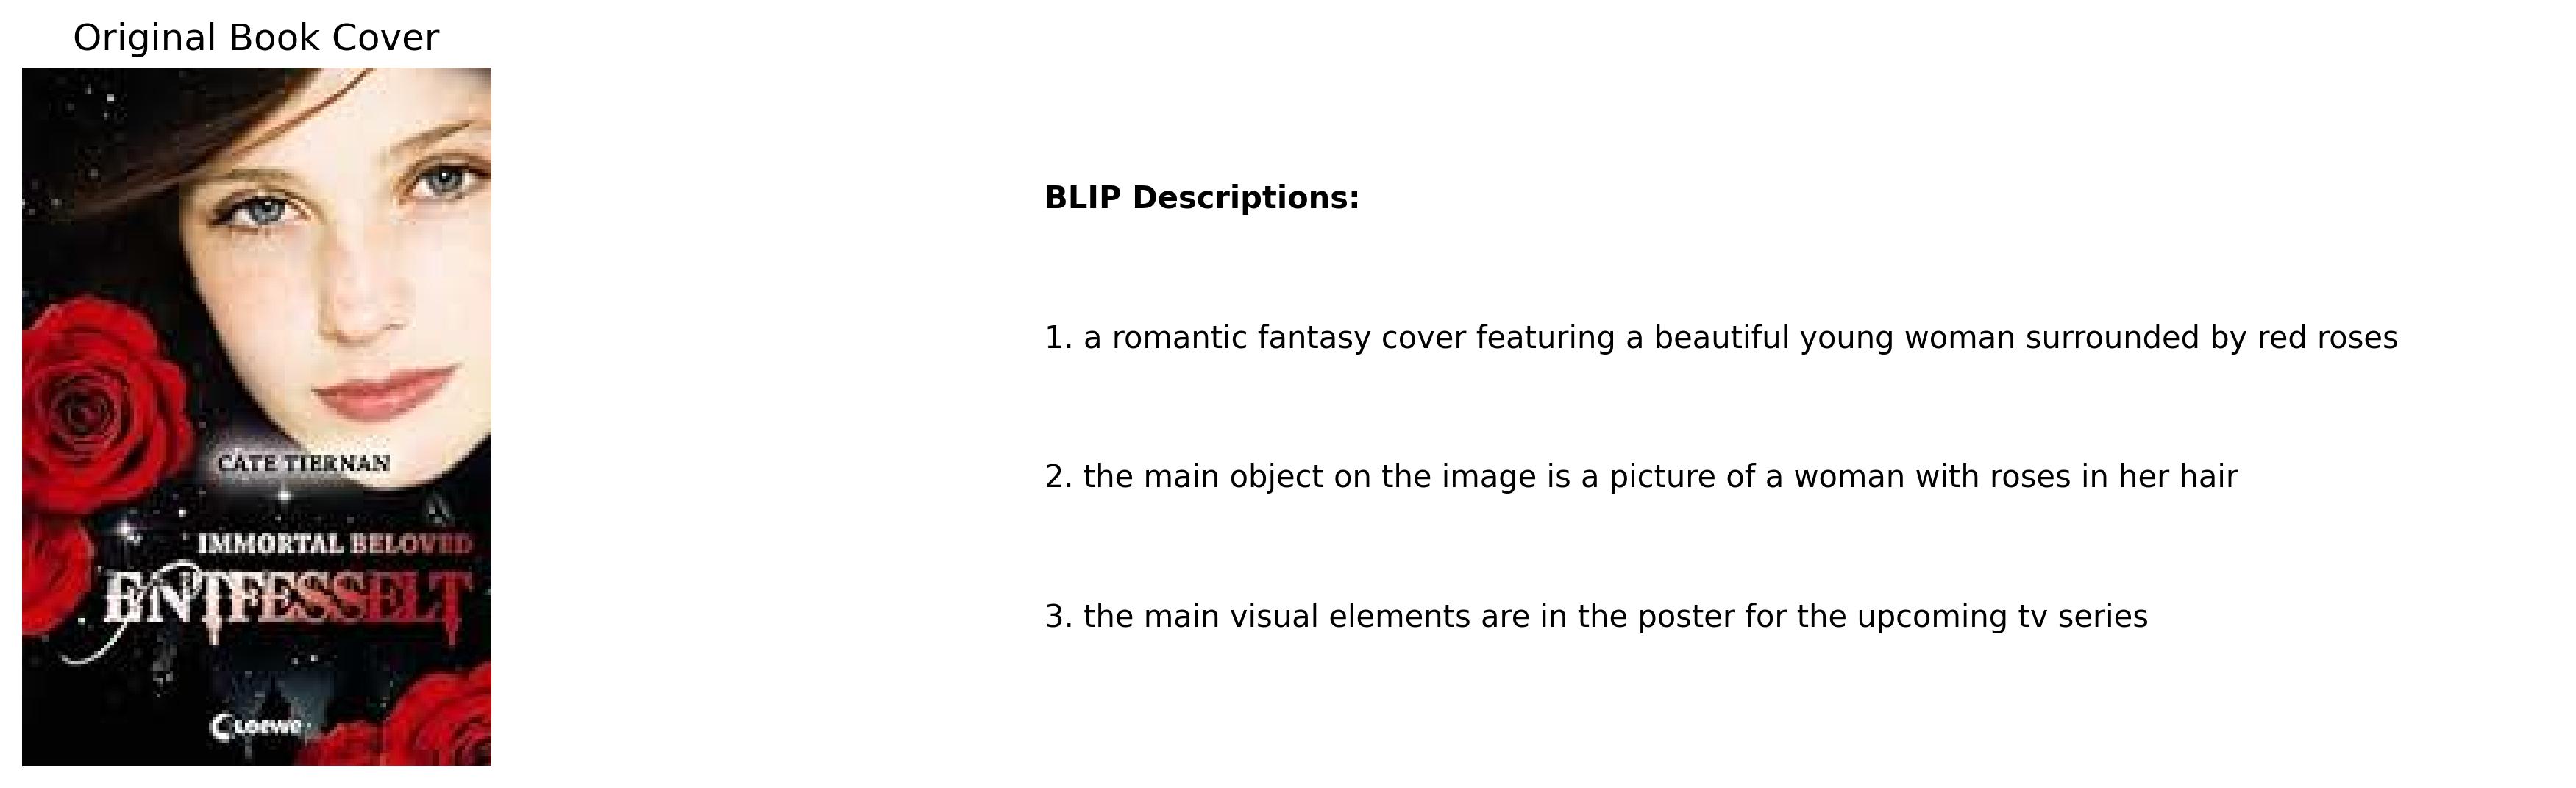 Original Book Cover
CATE TIERNAN
IMMORTAL BELOVED
ENTFESSELT
LOEWE
BLIP Descriptions:
1. a romantic fantasy cover featuring a beautiful young woman surrounded by red roses
2. the main object on the image is a picture of a woman with roses in her hair
3. the main visual elements are in the poster for the upcoming tv series